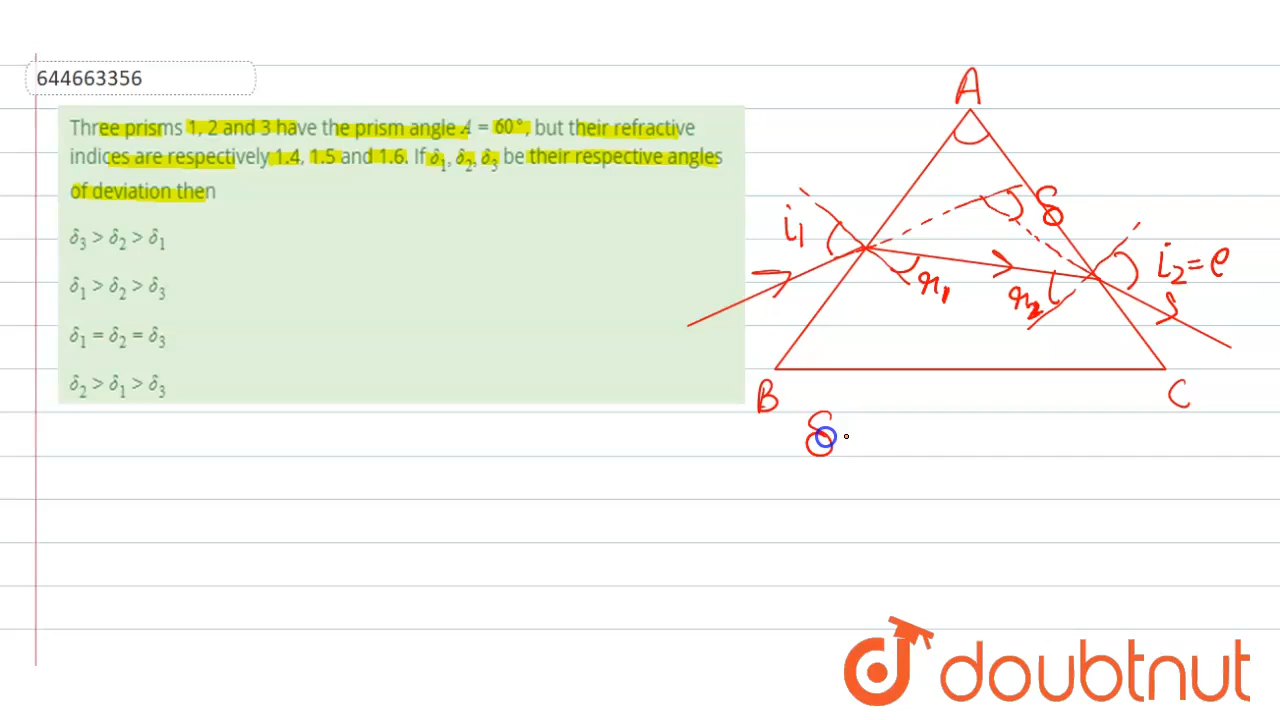 644663356
Three prisms 1, 2 and 3 have the prism angle A = 60°, but their refractive
indices are respectively 1.4, 1.5 and 1.6. If δ₁, δ₂, δ₃ be their respective angles
of deviation then
δ₃ > δ₂ > δ₁
δ₁ > δ₂ > δ₃
δ₁ = δ₂ = δ₃
δ₂ > δ₁ > δ₃
A
δ
i₁
i₂ = e
r₁
r₂
B
C
δ
doubtnut